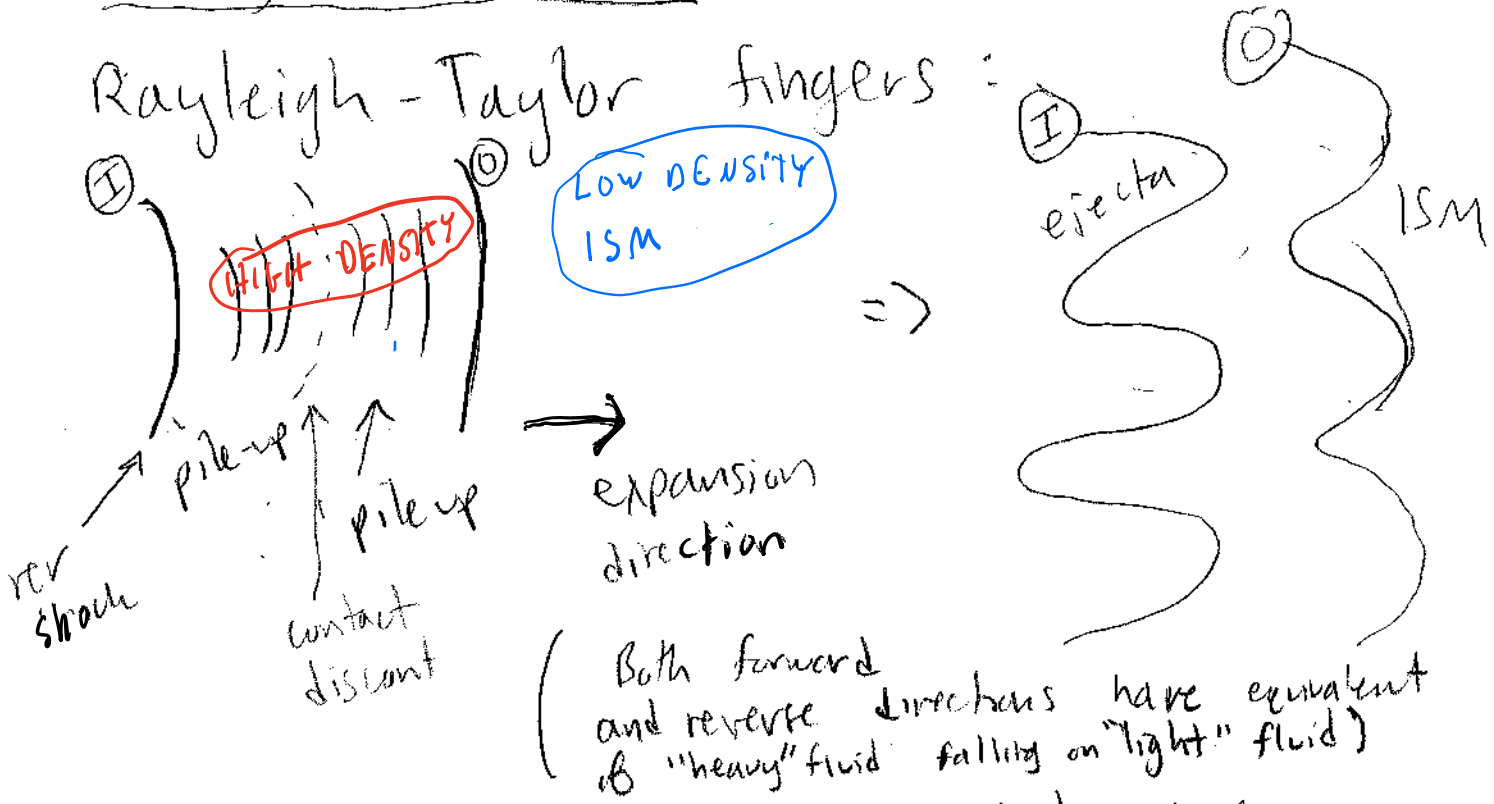 Rayleigh-Taylor fingers:
I
O
HIGH DENSITY
LOW DENSITY
ISM
I
O
ejecta
ISM
=>
pile-up
pile up
rev
shock
contact
discont
expansion
direction
( Both forward
and reverse directions have equivalent
of "heavy" fluid falling on "light" fluid)